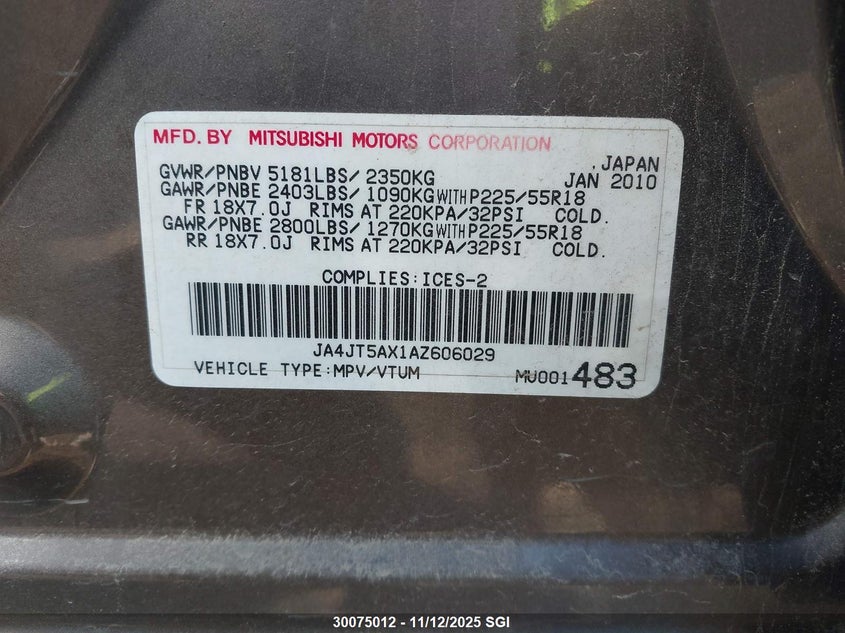 MFD. BY MITSUBISHI MOTORS CORPORATION
JAPAN
GVWR/PNBV 5181LBS/ 2350KG JAN 2010
GAWR/PNBE 2403LBS/ 1090KG WITH P225/55R18
FR 18X7.0J RIMS AT 220KPA/32PSI COLD.
GAWR/PNBE 2800LBS/ 1270KG WITH P225/55R18
RR 18X7.0J RIMS AT 220KPA/32PSI COLD.
COMPLIES:ICES-2
JA4JT5AX1AZ606029
VEHICLE TYPE:MPV/VTUM MU001483
30075012 - 11/12/2025 SGI